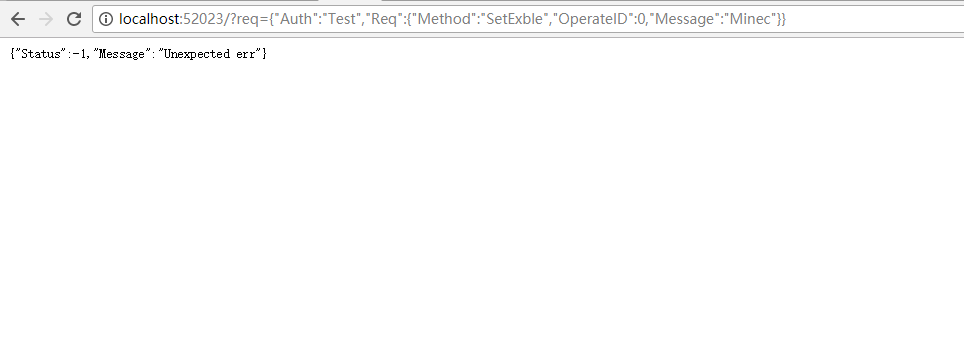 localhost:52023/?req={"Auth":"Test","Req":{"Method":"SetExble","OperateID":0,"Message":"Minec"}}
{"Status":-1,"Message":"Unexpected err"}